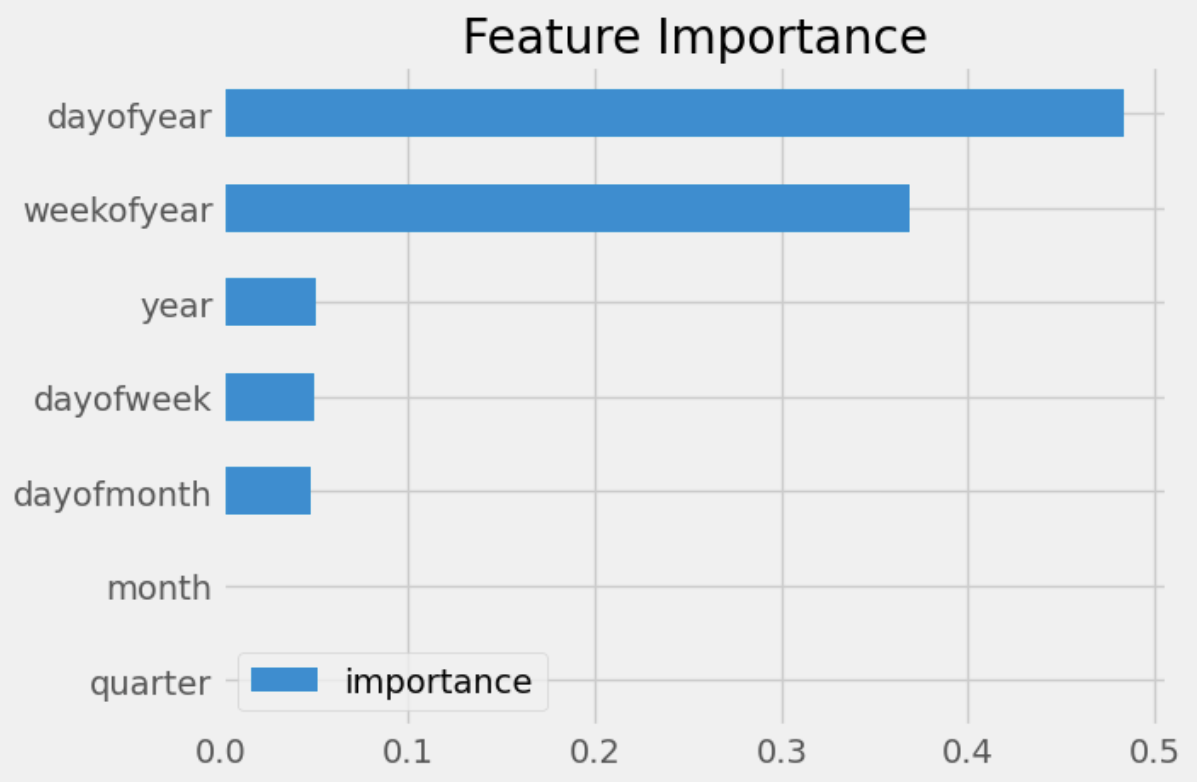 Feature Importance
dayofyear
weekofyear
year
dayofweek
dayofmonth
month
quarter
importance
0.0 0.1 0.2 0.3 0.4 0.5